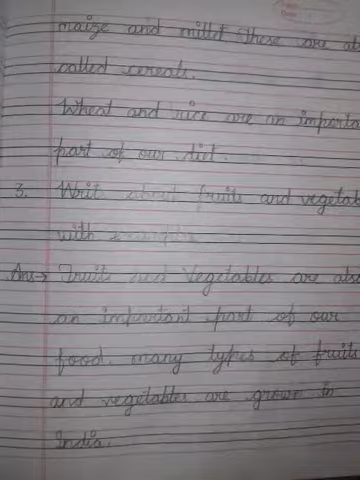 maize and millet these are als
called cereals.
Wheat and rice are an importa
part of our diet.
3. Write about fruits and vegetab
with
Ans→ Fruit and Vegetables are also
an important part of our
food. many types of fruits
and vegetables are grown in
India.